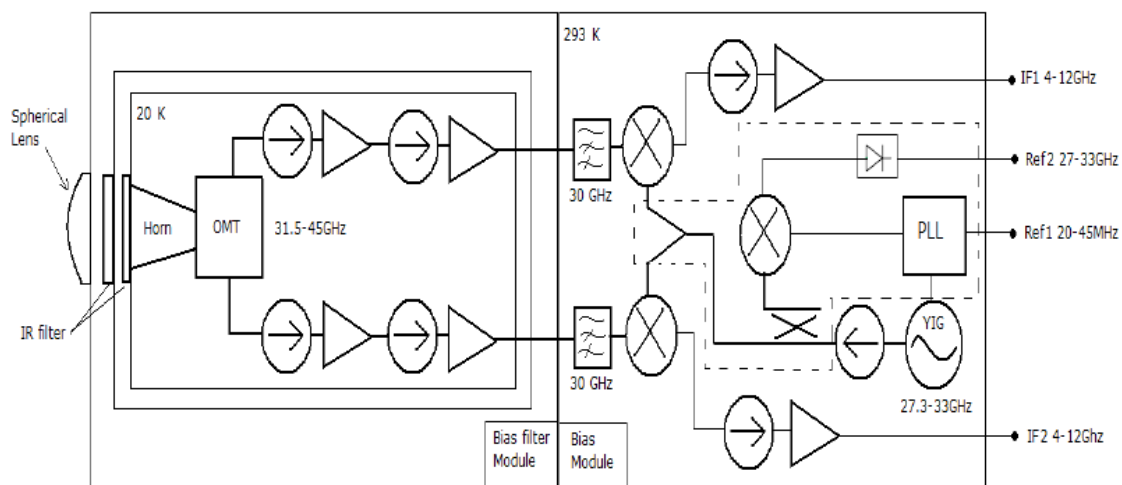 293 K
IF1 4-12GHz
20 K
Spherical
Lens
30 GHz
Ref2 27-33GHz
Horn
OMT
31.5-45GHz
PLL
Ref1 20-45MHz
IR filter
YIG
30 GHz
27.3-33GHz
Bias filter
Module
Bias
Module
IF2 4-12Ghz